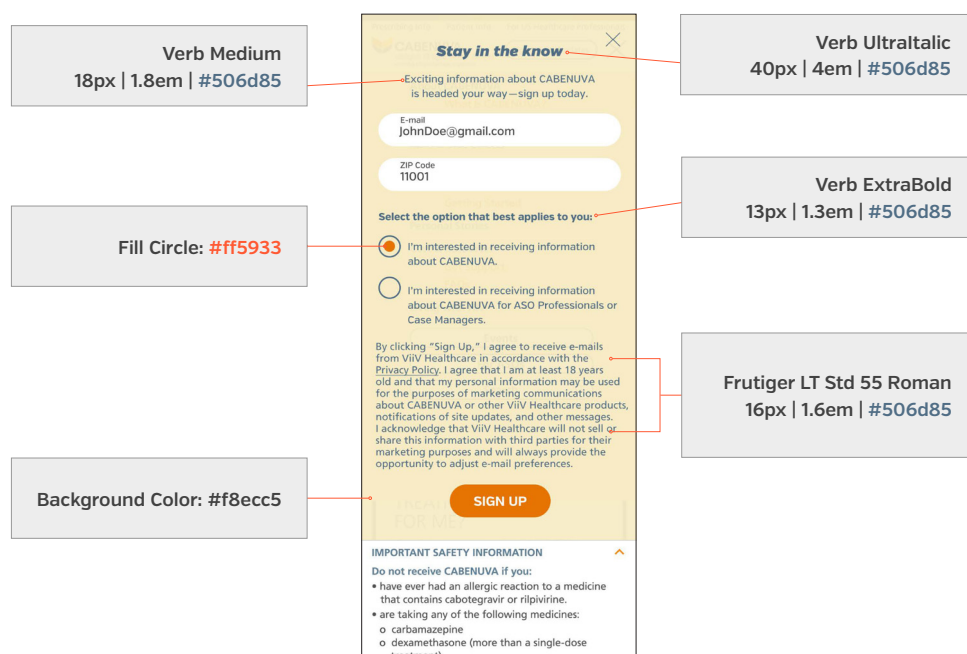 Verb Medium
18px | 1.8em | #506d85
Fill Circle: #ff5933
Background Color: #f8ecc5
Stay in the know
Exciting information about CABENUVA
is headed your way—sign up today.
E-mail
JohnDoe@gmail.com
ZIP Code
11001
Select the option that best applies to you:
I'm interested in receiving information
about CABENUVA.
I'm interested in receiving information
about CABENUVA for ASO Professionals or
Case Managers.
By clicking “Sign Up,” I agree to receive e-mails
from ViiV Healthcare in accordance with the
Privacy Policy. I agree that I am at least 18 years
old and that my personal information may be used
for the purposes of marketing communications
about CABENUVA or other ViiV Healthcare products,
notifications of site updates, and other messages.
I acknowledge that ViiV Healthcare will not sell or
share this information with third parties for their
marketing purposes and will always provide the
opportunity to adjust e-mail preferences.
FOR ME?
SIGN UP
IMPORTANT SAFETY INFORMATION
Do not receive CABENUVA if you:
• have ever had an allergic reaction to a medicine
that contains cabotegravir or rilpivirine.
• are taking any of the following medicines:
o carbamazepine
o dexamethasone (more than a single-dose
Verb UltraItalic
40px | 4em | #506d85
Verb ExtraBold
13px | 1.3em | #506d85
Frutiger LT Std 55 Roman
16px | 1.6em | #506d85